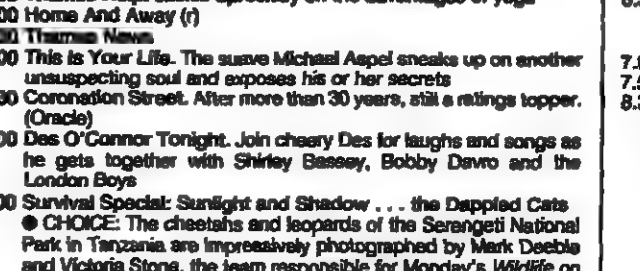 00 Home And Away (r)
Thames News
00 This Is Your Life. The suave Michael Aspel sneaks up on another
unsuspecting soul and exposes his or her secrets
30 Coronation Street. After more than 30 years, still a ratings topper.
(Oracle)
00 Des O'Connor Tonight. Join cheery Des for laughs and songs as
he gets together with Shirley Bassey, Bobby Davro and the
London Boys
00 Survival Special: Sunlight and Shadow . . . the Dappled Cats
● CHOICE: The cheetahs and leopards of the Serengeti National
Park in Tanzania are impressively photographed by Mark Deeble
and Victoria Stone, the team responsible for Monday's Wildlife on